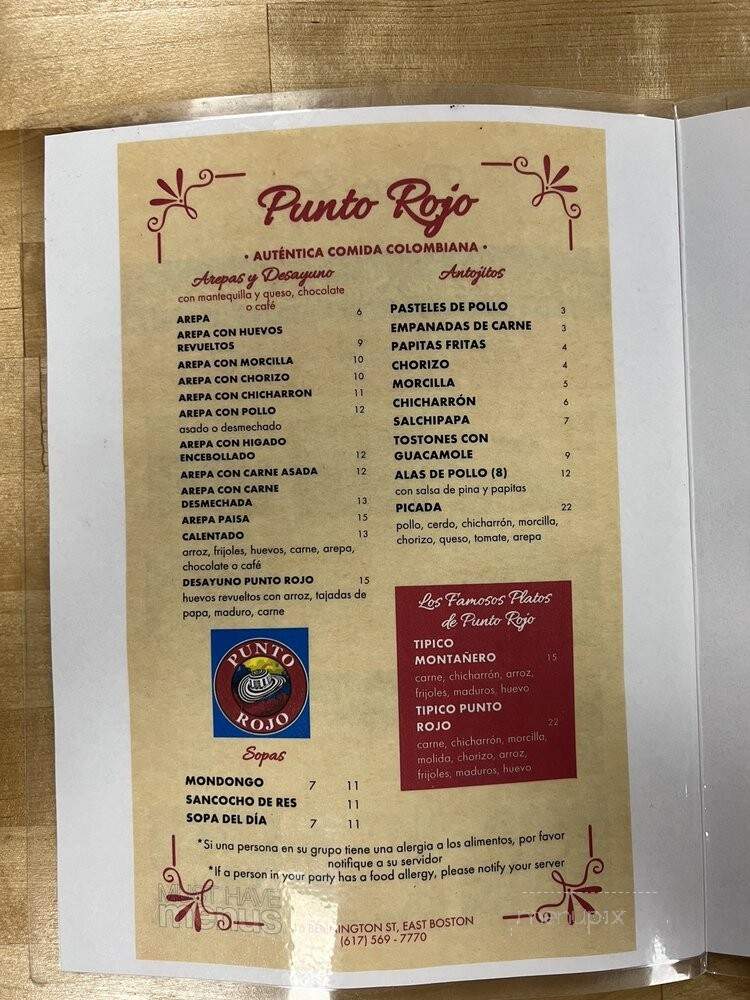 Punto Rojo
• AUTÉNTICA COMIDA COLOMBIANA •
Arepas y Desayuno
con mantequilla y queso, chocolate
o café
AREPA 6
AREPA CON HUEVOS
REVUELTOS 9
AREPA CON MORCILLA 10
AREPA CON CHORIZO 10
AREPA CON CHICHARRON 11
AREPA CON POLLO 12
asado o desmechado
AREPA CON HIGADO
ENCEBOLLADO 12
AREPA CON CARNE ASADA 12
AREPA CON CARNE
DESMECHADA 13
AREPA PAISA 15
CALENTADO 13
arroz, frijoles, huevos, carne, arepa,
chocolate o café
DESAYUNO PUNTO ROJO 15
huevos revueltos con arroz, tajadas de
papa, maduro, carne
PUNTO
ROJO
Sopas
MONDONGO 7 11
SANCOCHO DE RES 11
SOPA DEL DÍA 7 11
Antojitos
PASTELES DE POLLO 3
EMPANADAS DE CARNE 3
PAPITAS FRITAS 4
CHORIZO 4
MORCILLA 5
CHICHARRÓN 6
SALCHIPAPA 7
TOSTONES CON
GUACAMOLE 9
ALAS DE POLLO (8) 12
con salsa de pina y papitas
PICADA 22
pollo, cerdo, chicharrón, morcilla,
chorizo, queso, tomate, arepa
Los Famosos Platos
de Punto Rojo
TIPICO
MONTAÑERO 15
carne, chicharrón, arroz,
frijoles, maduros, huevo
TIPICO PUNTO
ROJO 22
carne, chicharrón, morcilla,
molida, chorizo, arroz,
frijoles, maduros, huevo
*Si una persona en su grupo tiene una alergia a los alimentos, por favor
notifique a su servidor
*If a person in your party has a food allergy, please notify your server
MUST HAVE
menus
BENNINGTON ST, EAST BOSTON
(617) 569 - 7770
menupix